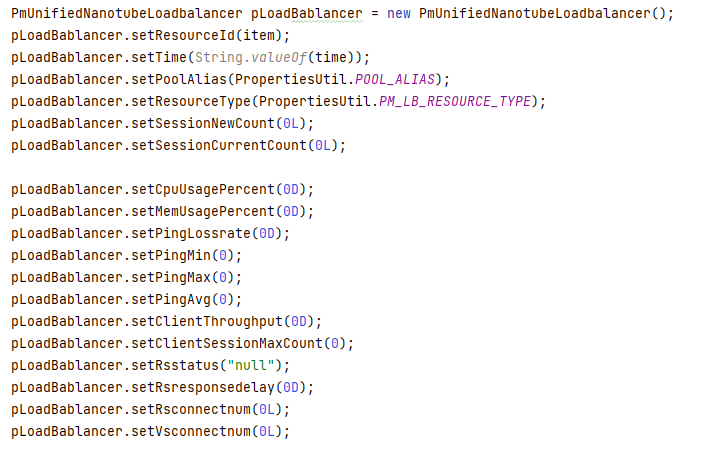 PmUnifiedNanotubeLoadbalancer pLoadBablancer = new PmUnifiedNanotubeLoadbalancer();
pLoadBablancer.setResourceId(item);
pLoadBablancer.setTime(String.valueOf(time));
pLoadBablancer.setPoolAlias(PropertiesUtil.POOL_ALIAS);
pLoadBablancer.setResourceType(PropertiesUtil.PM_LB_RESOURCE_TYPE);
pLoadBablancer.setSessionNewCount(0L);
pLoadBablancer.setSessionCurrentCount(0L);
pLoadBablancer.setCpuUsagePercent(0D);
pLoadBablancer.setMemUsagePercent(0D);
pLoadBablancer.setPingLossrate(0D);
pLoadBablancer.setPingMin(0);
pLoadBablancer.setPingMax(0);
pLoadBablancer.setPingAvg(0);
pLoadBablancer.setClientThroughput(0D);
pLoadBablancer.setClientSessionMaxCount(0);
pLoadBablancer.setRsstatus("null");
pLoadBablancer.setRsresponsedelay(0D);
pLoadBablancer.setRsconnectnum(0L);
pLoadBablancer.setVsconnectnum(0L);